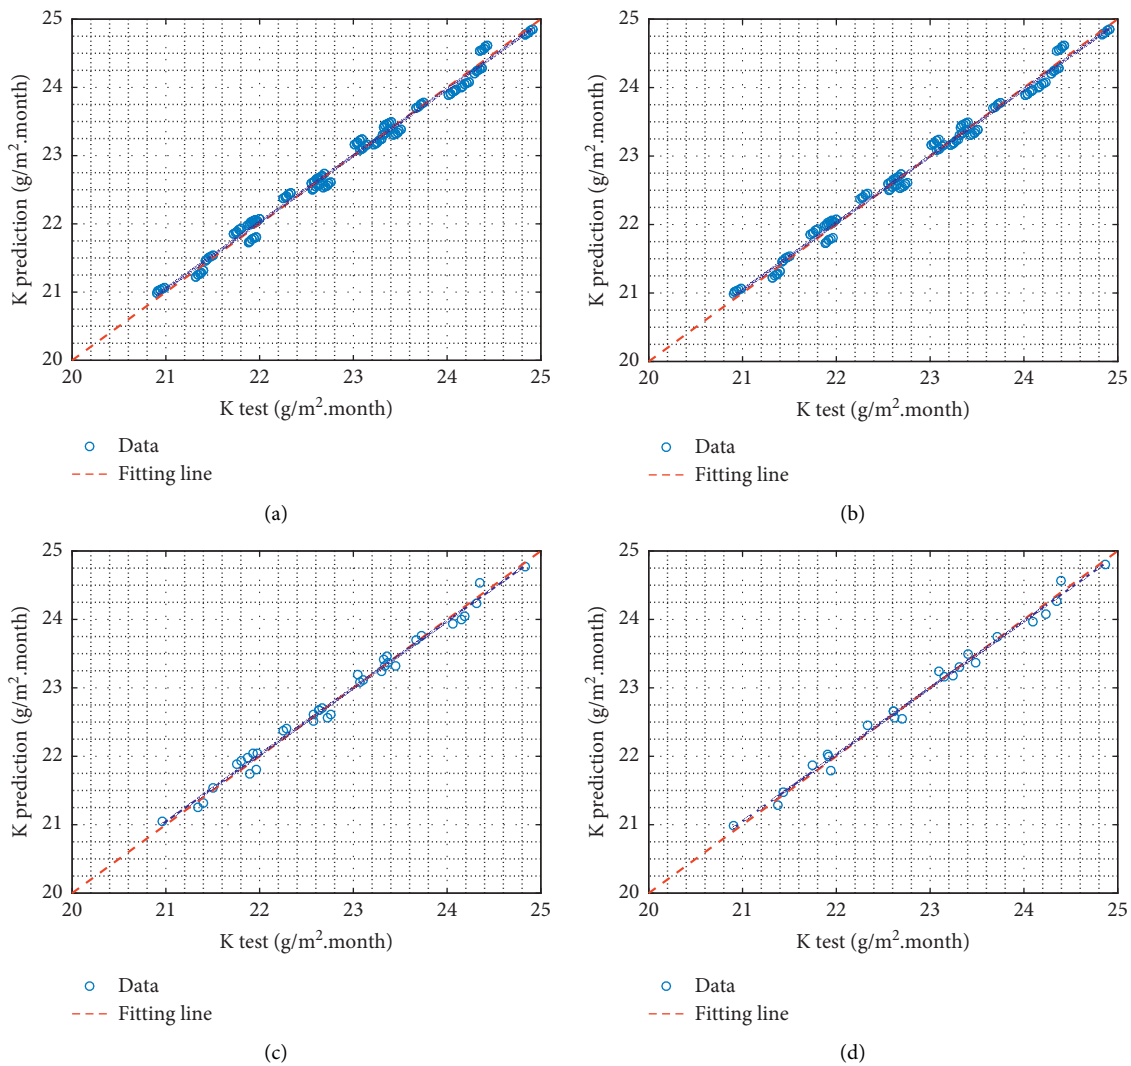 25
24
23
22
21
20
K prediction (g/m².month)
20 21 22 23 24 25
K test (g/m².month)
Data
Fitting line
(a)
25
24
23
22
21
20
K prediction (g/m².month)
20 21 22 23 24 25
K test (g/m².month)
Data
Fitting line
(b)
25
24
23
22
21
20
K prediction (g/m².month)
20 21 22 23 24 25
K test (g/m².month)
Data
Fitting line
(c)
25
24
23
22
21
20
K prediction (g/m².month)
20 21 22 23 24 25
K test (g/m².month)
Data
Fitting line
(d)